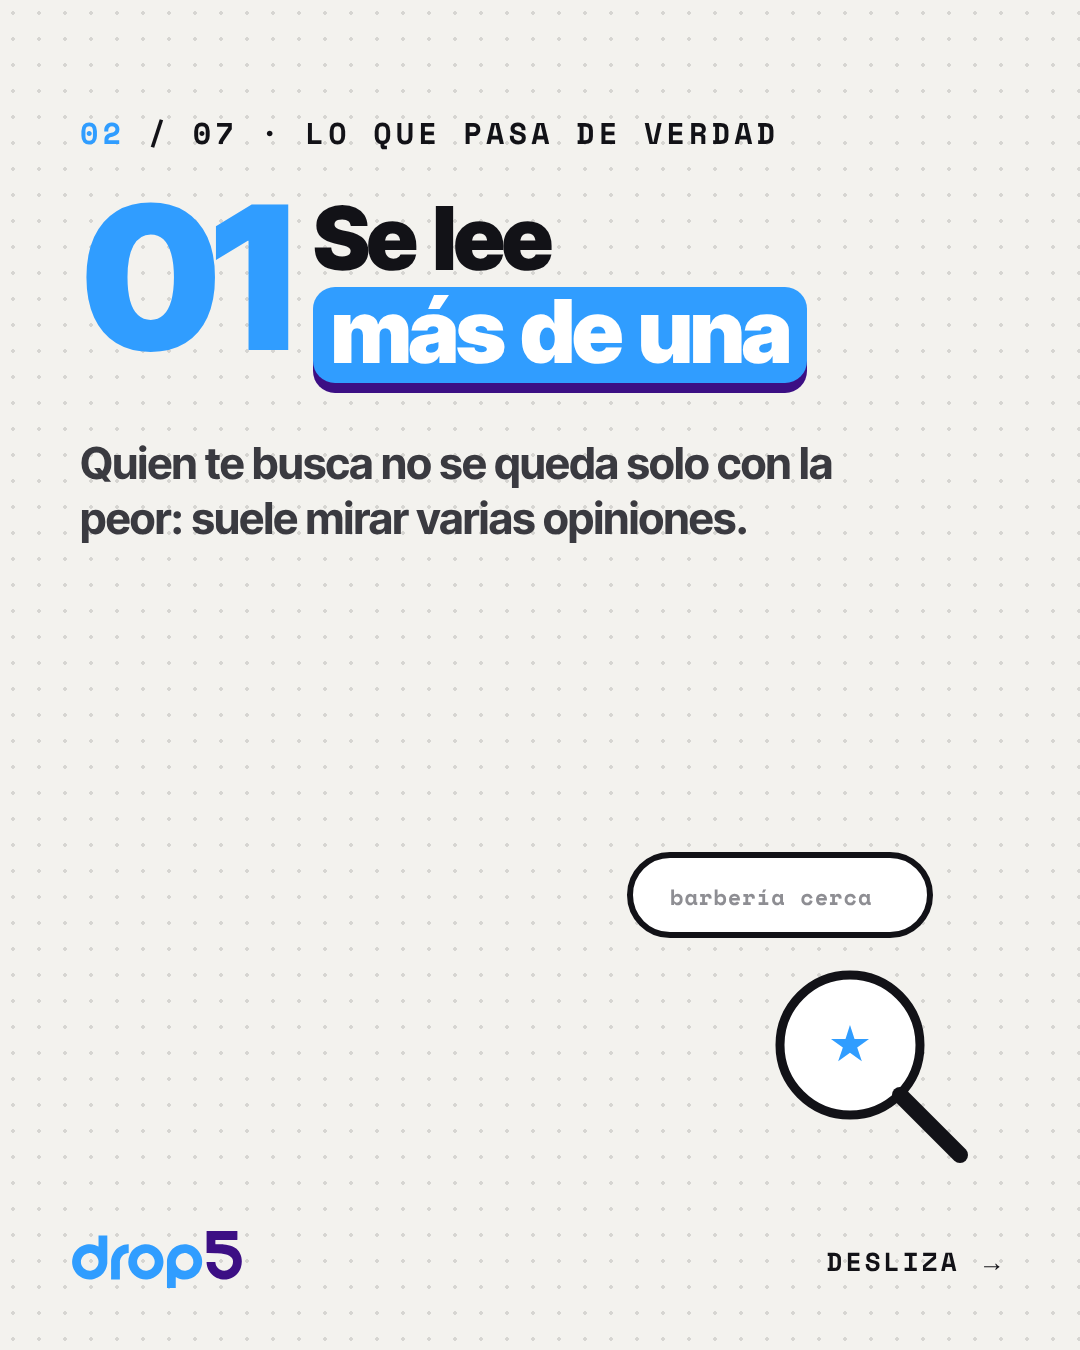 02 / 07 · LO QUE PASA DE VERDAD
01
Se lee
más de una
Quien te busca no se queda solo con la
peor: suele mirar varias opiniones.
barbería cerca
drop5
DESLIZA →